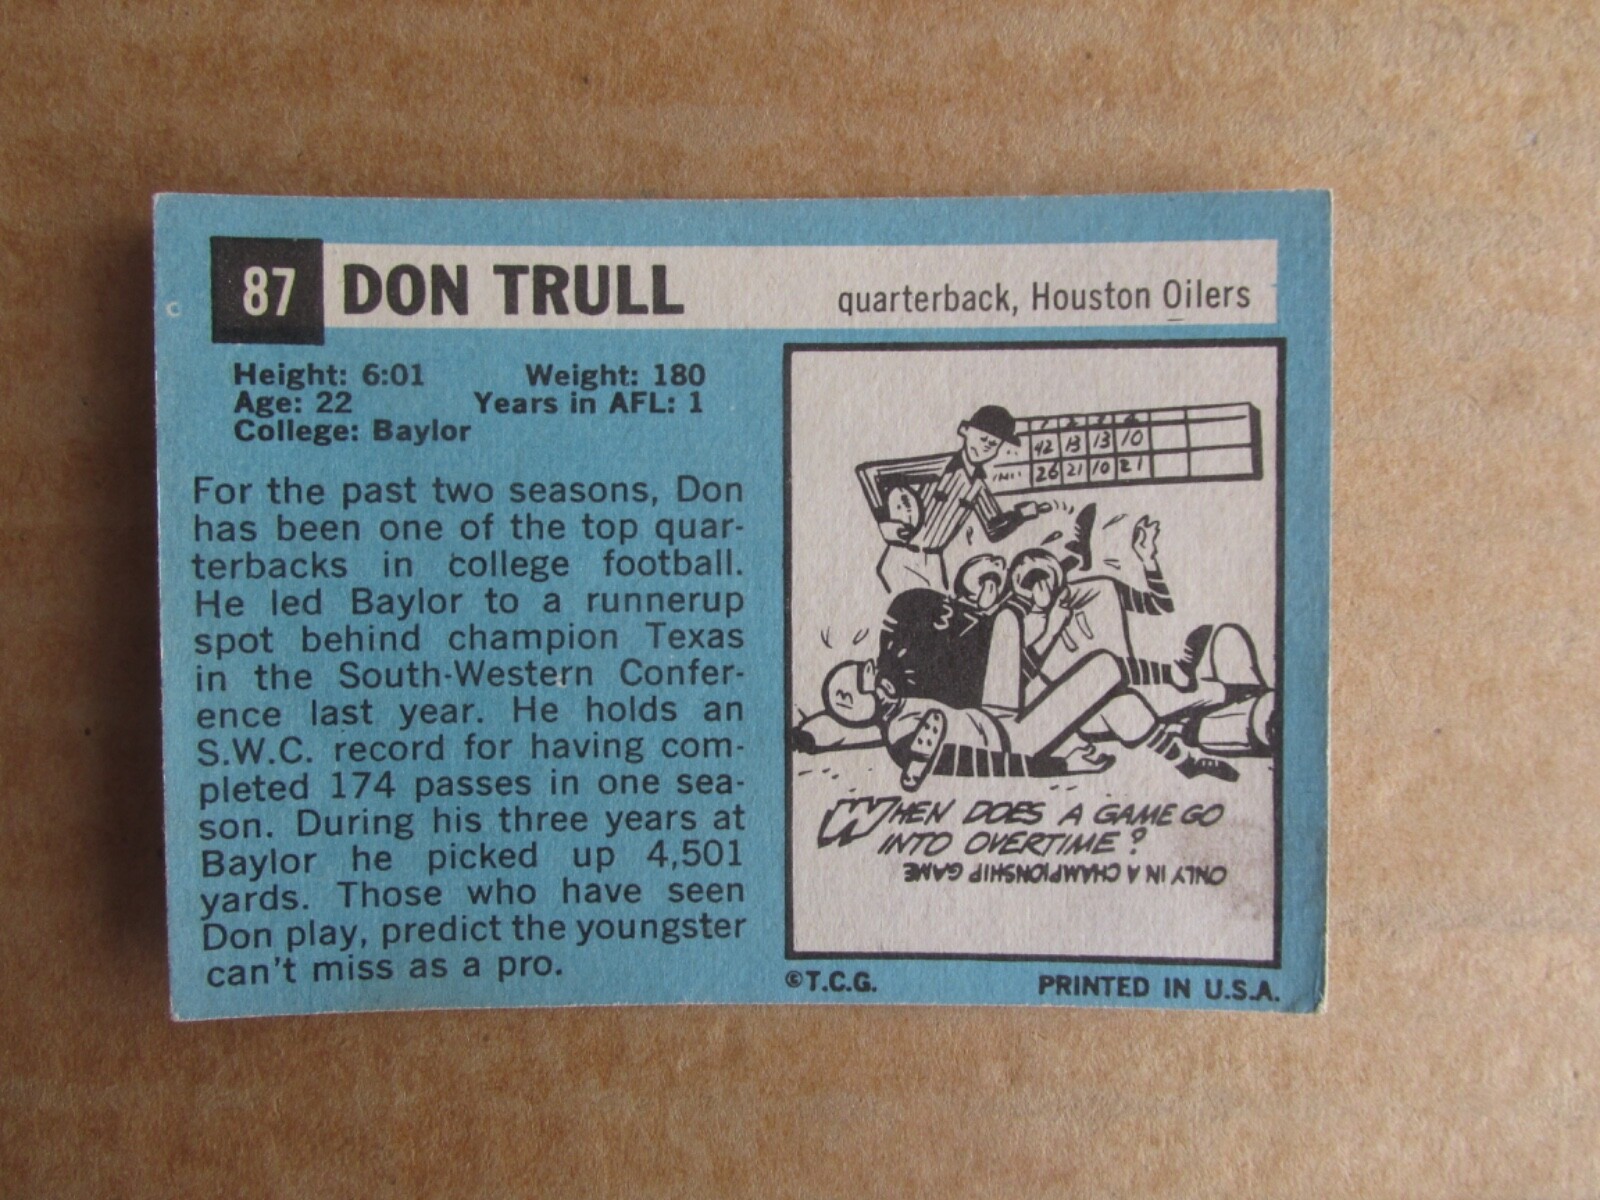 87 DON TRULL quarterback, Houston Oilers
Height: 6:01 Weight: 180
Age: 22 Years in AFL: 1
College: Baylor
For the past two seasons, Don
has been one of the top quar-
terbacks in college football.
He led Baylor to a runnerup
spot behind champion Texas
in the South-Western Confer-
ence last year. He holds an
S.W.C. record for having com-
pleted 174 passes in one sea-
son. During his three years at
Baylor he picked up 4,501
yards. Those who have seen
Don play, predict the youngster
can't miss as a pro.
42 13 13 10
26 21 10 21
WHEN DOES A GAME GO
INTO OVERTIME?
ONLY IN A CHAMPIONSHIP GAME
©T.C.G. PRINTED IN U.S.A.